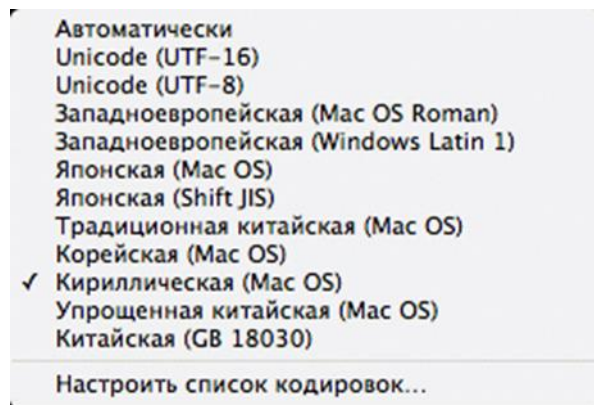 Автоматически
Unicode (UTF-16)
Unicode (UTF-8)
Западноевропейская (Mac OS Roman)
Западноевропейская (Windows Latin 1)
Японская (Mac OS)
Японская (Shift JIS)
Традиционная китайская (Mac OS)
Корейская (Mac OS)
✓ Кириллическая (Mac OS)
Упрощенная китайская (Mac OS)
Китайская (GB 18030)
Настроить список кодировок...